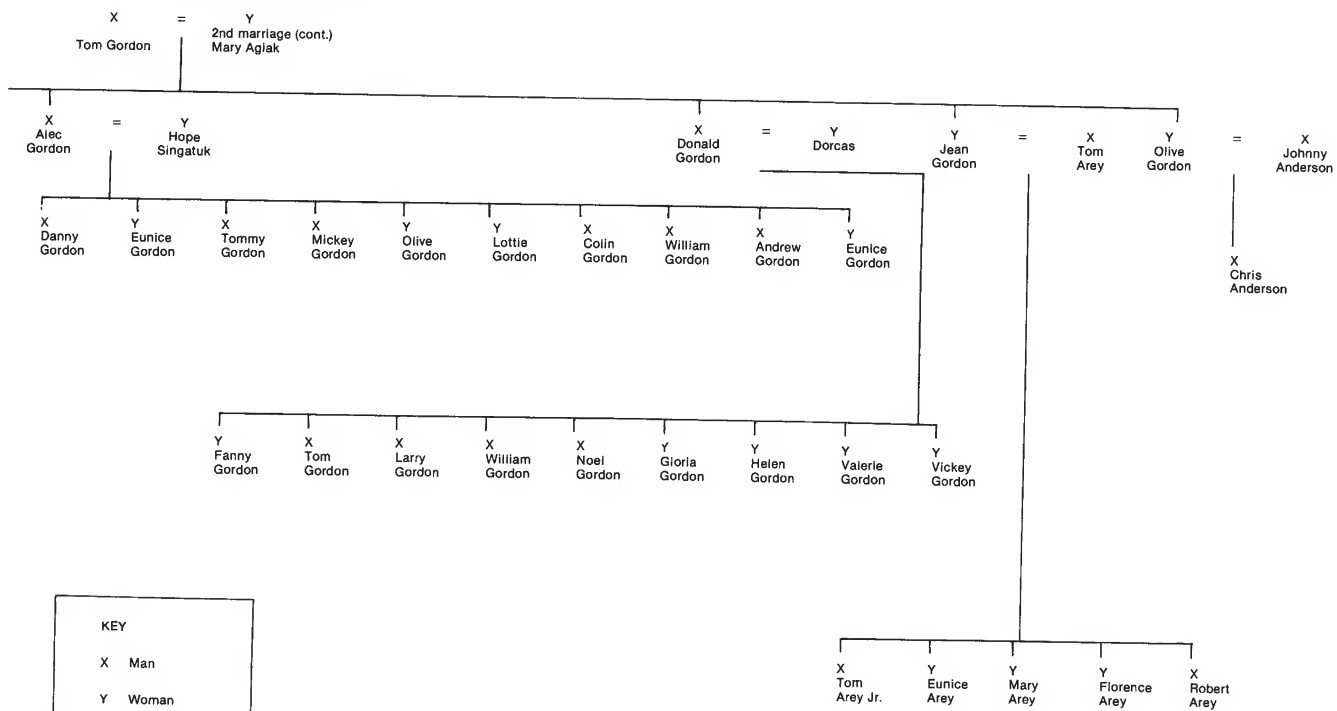 X = Y
2nd marriage (cont.)
Tom Gordon
Mary Agiak
X
Alec
Gordon
=
Y
Hope
Singatuk
X
Donald
Gordon
=
Y
Dorcas
Y
Jean
Gordon
=
X
Tom
Arey
Y
Olive
Gordon
=
X
Johnny
Anderson
X
Danny
Gordon
Y
Eunice
Gordon
X
Tommy
Gordon
X
Mickey
Gordon
Y
Olive
Gordon
Y
Lottie
Gordon
X
Colin
Gordon
X
William
Gordon
X
Andrew
Gordon
Y
Eunice
Gordon
X
Chris
Anderson
Y
Fanny
Gordon
X
Tom
Gordon
X
Larry
Gordon
X
William
Gordon
X
Noel
Gordon
Y
Gloria
Gordon
Y
Helen
Gordon
Y
Valerie
Gordon
Y
Vickey
Gordon
X
Tom
Arey Jr.
Y
Eunice
Arey
Y
Mary
Arey
Y
Florence
Arey
X
Robert
Arey
KEY
X Man
Y Woman